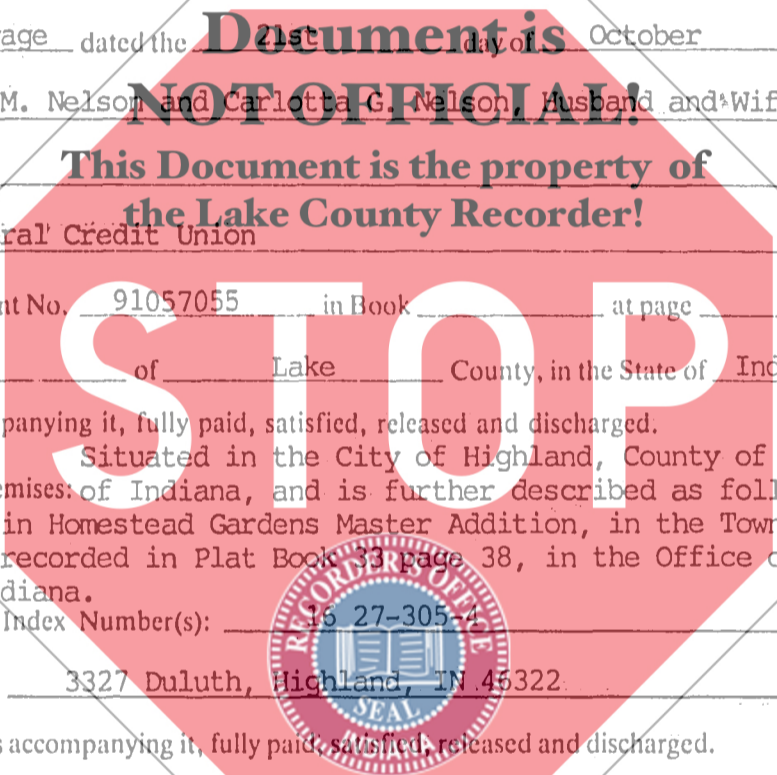 age dated the 21st day of October
M. Nelson and Carlotta G. Nelson, Husband and Wif
ral Credit Union
nt No. 91057055 in Book at page
of Lake County, in the State of Ind
panying it, fully paid, satisfied, released and discharged.
Situated in the City of Highland, County of
emises: of Indiana, and is further described as foll
in Homestead Gardens Master Addition, in the Town
recorded in Plat Book 33 page 38, in the Office o
diana.
Index Number(s): 16 27-305-4
3327 Duluth, Highland, IN 46322
s accompanying it, fully paid, satisfied, released and discharged.
Document is
NOT OFFICIAL!
This Document is the property of
the Lake County Recorder!
STOP
RECORDER'S OFFICE
SEAL
INDIANA